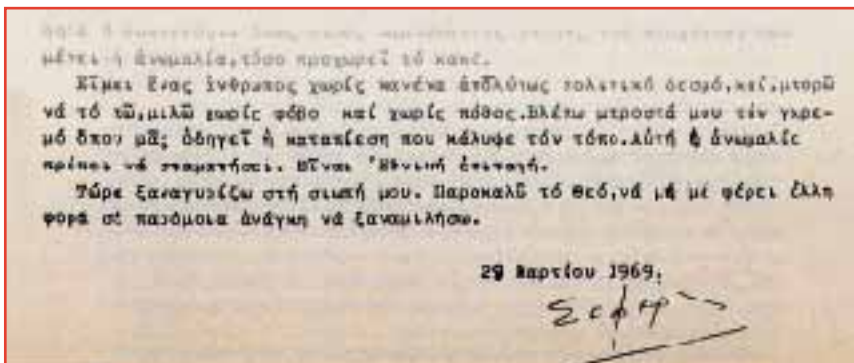 μένει ἡ ἀνωμαλία, τόσο προχωρεῖ τό κακό.
Εἶμαι ἕνας ἄνθρωπος χωρίς κανένα ἀπολύτως πολιτικό δεσμό, καί, μπορῶ
νά τό πῶ, μιλῶ χωρίς φόβο καί χωρίς πάθος. Βλέπω μπροστά μου τόν γκρε-
μό ὅπου μᾶς ὁδηγεῖ ἡ καταπίεση που κάλυψε τόν τόπο. Αὐτή ἡ ἀνωμαλία
πρέπει νά σταματήσει. Εἶναι Ἐθνική ἐπιταγή.
Τώρα ξαναγυρίζω στή σιωπή μου. Παρακαλῶ τό Θεό, νά μή μέ φέρει ἄλλη
φορά σέ παρόμοια ἀνάγκη νά ξαναμιλήσω.
29 Μαρτίου 1969.